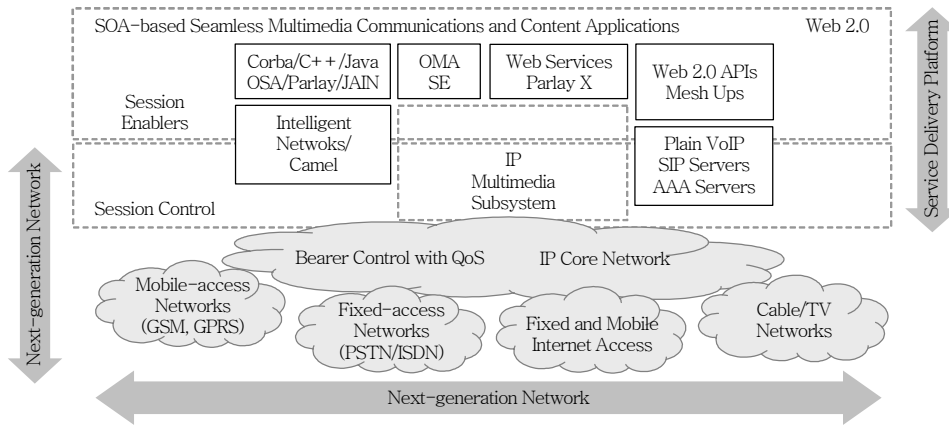 SOA-based Seamless Multimedia Communications and Content Applications
Web 2.0
Corba/C++/Java
OSA/Parlay/JAIN
OMA
SE
Web Services
Parlay X
Web 2.0 APIs
Mesh Ups
Session
Enablers
Intelligent
Netwoks/
Camel
IP
Multimedia
Subsystem
Plain VoIP
SIP Servers
AAA Servers
Session Control
Service Delivery Platform
Next-generation Network
Bearer Control with QoS
IP Core Network
Mobile-access
Networks
(GSM, GPRS)
Fixed-access
Networks
(PSTN/ISDN)
Fixed and Mobile
Internet Access
Cable/TV
Networks
Next-generation Network